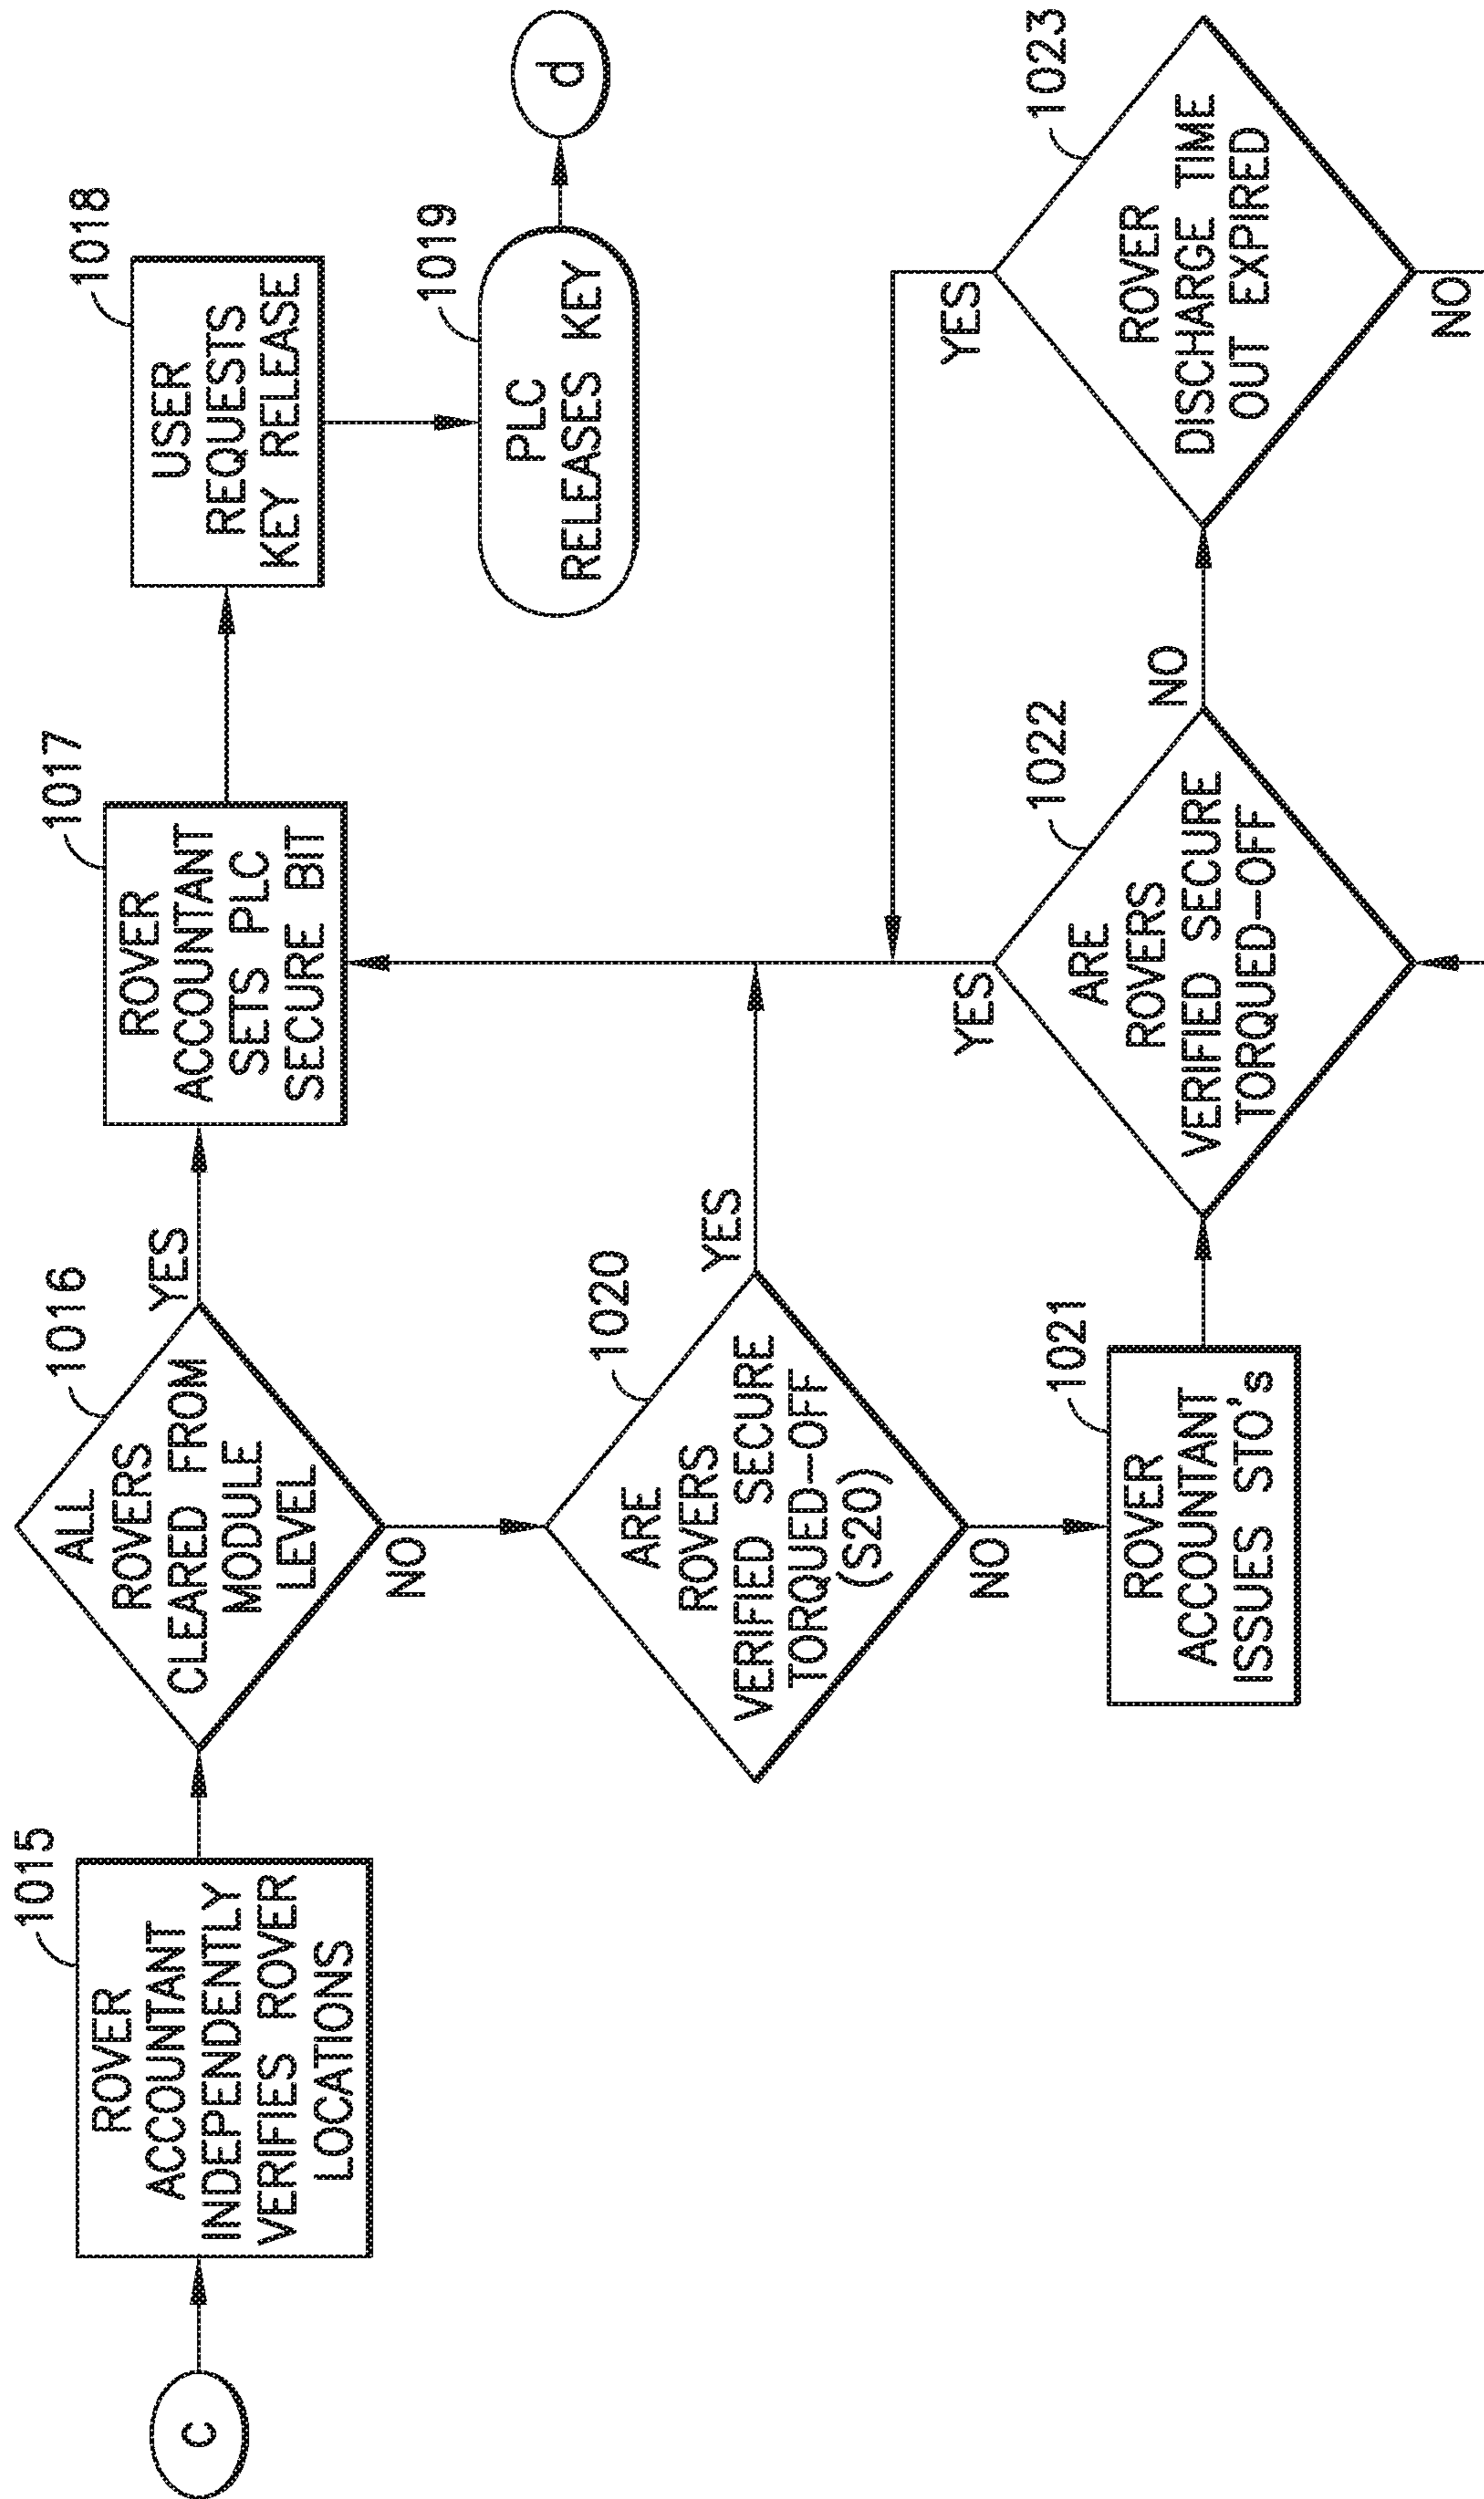 c
1015
ROVER
ACCOUNTANT
INDEPENDENTLY
VERIFIES ROVER
LOCATIONS
1016
ALL
ROVERS
CLEARED FROM
MODULE
LEVEL
YES
NO
1017
ROVER
ACCOUNTANT
SETS PLC
SECURE BIT
1018
USER
REQUESTS
KEY RELEASE
1019
PLC
RELEASES KEY
d
1020
ARE
ROVERS
VERIFIED SECURE
TORQUED-OFF
(S20)
YES
NO
1021
ROVER
ACCOUNTANT
ISSUES STO's
1022
ARE
ROVERS
VERIFIED SECURE
TORQUED-OFF
YES
NO
1023
ROVER
DISCHARGE TIME
OUT EXPIRED
YES
NO